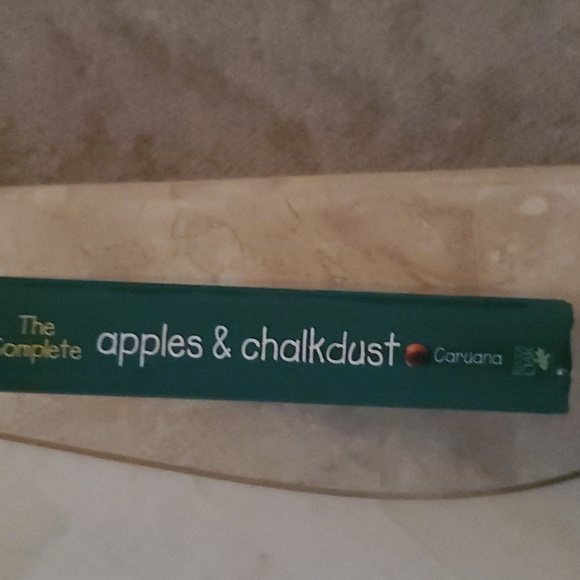 The
Complete
apples & chalkdust
Caruana